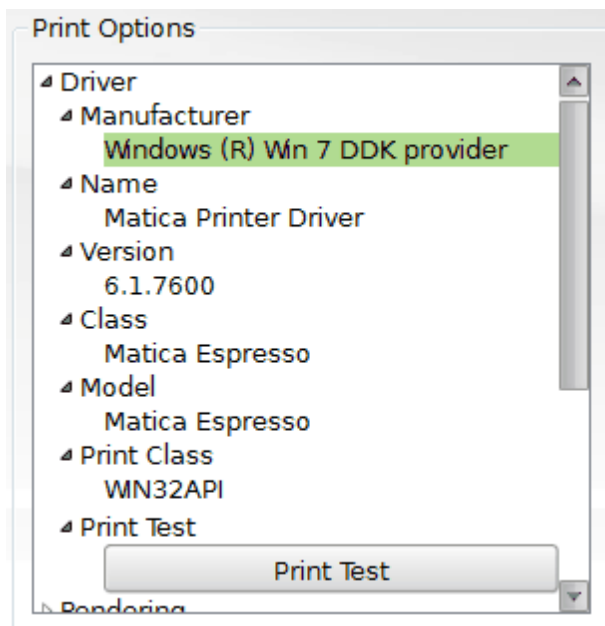 Print Options
Driver
Manufacturer
Windows (R) Win 7 DDK provider
Name
Matica Printer Driver
Version
6.1.7600
Class
Matica Espresso
Model
Matica Espresso
Print Class
WIN32API
Print Test
Print Test
Rendering